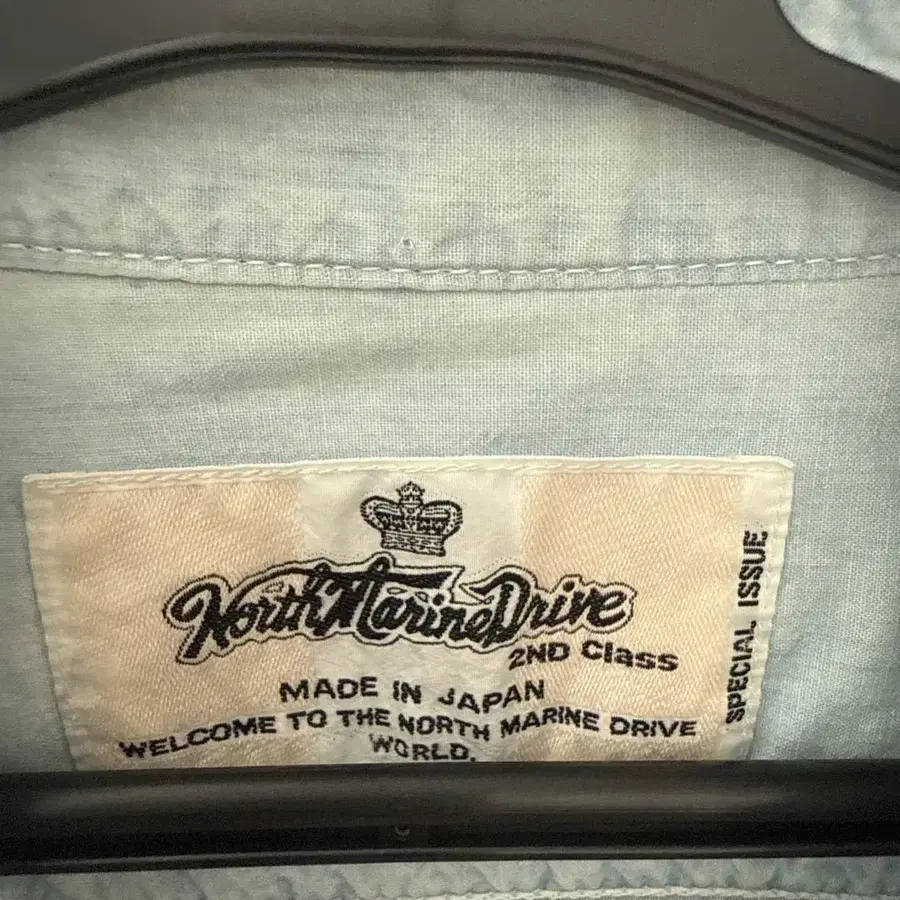 North Marine Drive
2ND Class
MADE IN JAPAN
WELCOME TO THE NORTH MARINE DRIVE
WORLD.
SPECIAL ISSUE